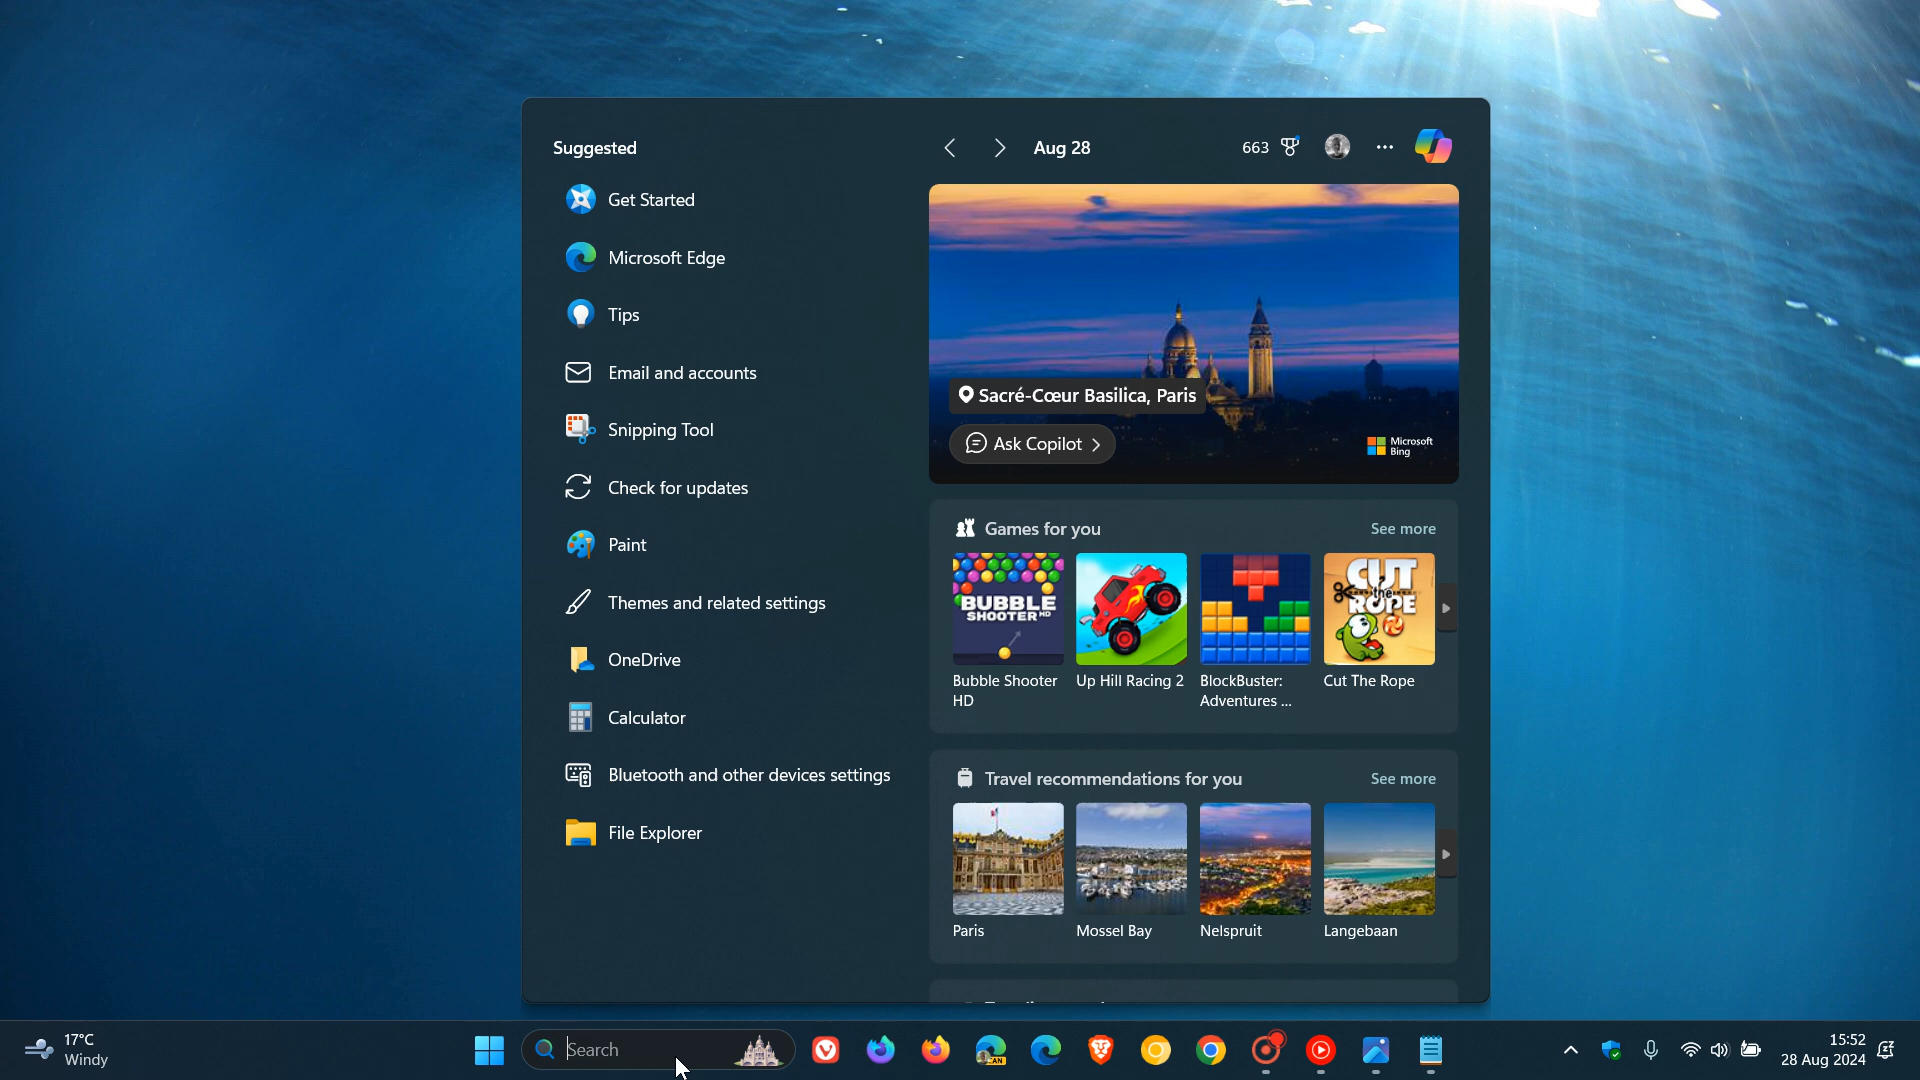 Suggested
Get Started
Microsoft Edge
Tips
Email and accounts
Snipping Tool
Check for updates
Paint
Themes and related settings
OneDrive
Calculator
Bluetooth and other devices settings
File Explorer
Aug 28
663
Sacré-Cœur Basilica, Paris
Ask Copilot
Microsoft
Bing
Games for you
See more
BUBBLE
SHOOTER HD
CUT
the
ROPE
Bubble Shooter
HD
Up Hill Racing 2
BlockBuster:
Adventures ...
Cut The Rope
Travel recommendations for you
See more
Paris
Mossel Bay
Nelspruit
Langebaan
17°C
Windy
Search
CAN
15:52
28 Aug 2024